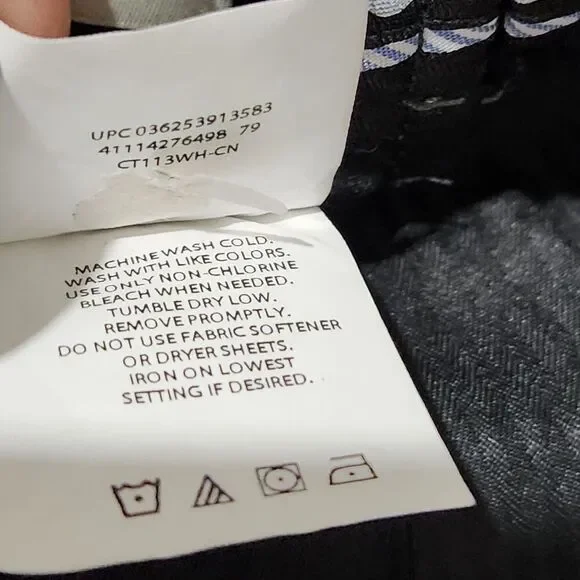 UPC 036253913583
41114276498 79
CT113WH-CN
MACHINE WASH COLD.
WASH WITH LIKE COLORS.
USE ONLY NON-CHLORINE
BLEACH WHEN NEEDED.
TUMBLE DRY LOW.
REMOVE PROMPTLY.
DO NOT USE FABRIC SOFTENER
OR DRYER SHEETS.
IRON ON LOWEST
SETTING IF DESIRED.